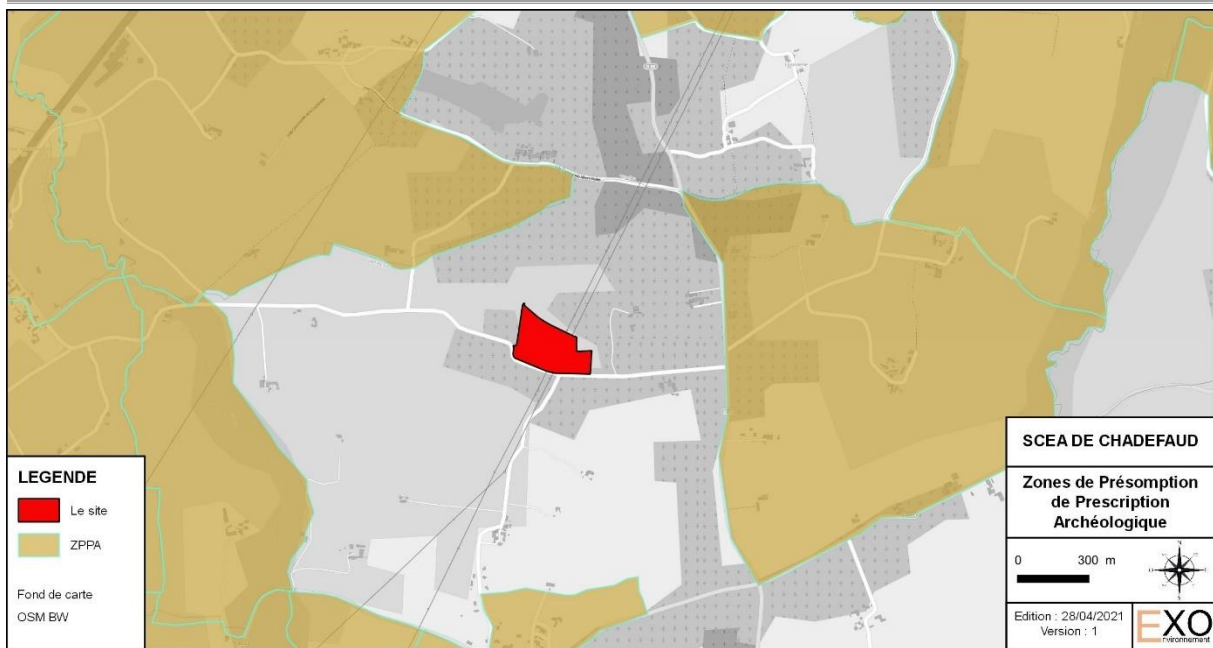 LEGENDE
Le site
ZPPA
Fond de carte
OSM BW
SCEA DE CHADEFAUD
Zones de Présomption
de Prescription
Archéologique
0 300 m
Edition : 28/04/2021
Version : 1
EXO
nvironnement